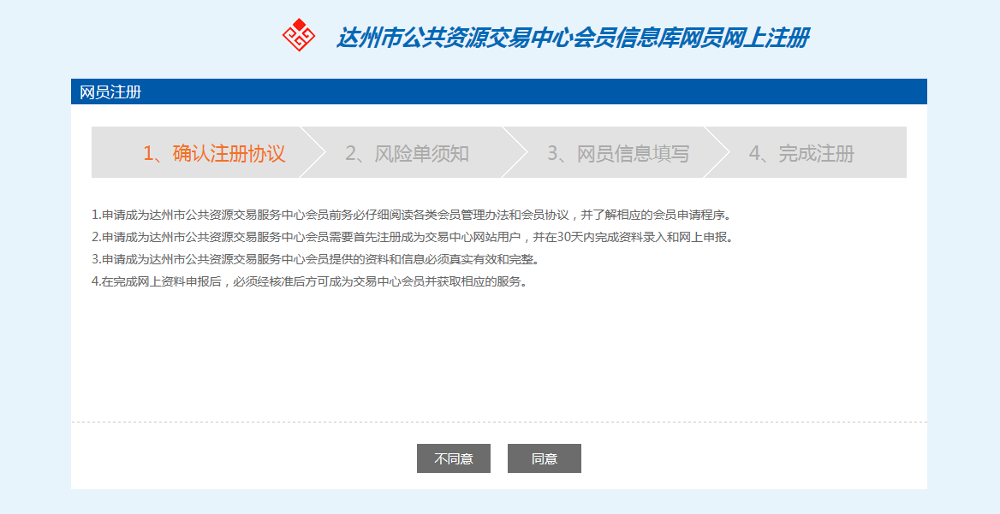 达州市公共资源交易中心会员信息库网员网上注册
网员注册
1、确认注册协议
2、风险单须知
3、网员信息填写
4、完成注册
1.申请成为达州市公共资源交易服务中心会员前务必仔细阅读各类会员管理办法和会员协议，并了解相应的会员申请程序。
2.申请成为达州市公共资源交易服务中心会员需要首先注册成为交易中心网站用户，并在30天内完成资料录入和网上申报。
3.申请成为达州市公共资源交易服务中心会员提供的资料和信息必须真实有效和完整。
4.在完成网上资料申报后，必须经核准后方可成为交易中心会员并获取相应的服务。
不同意
同意